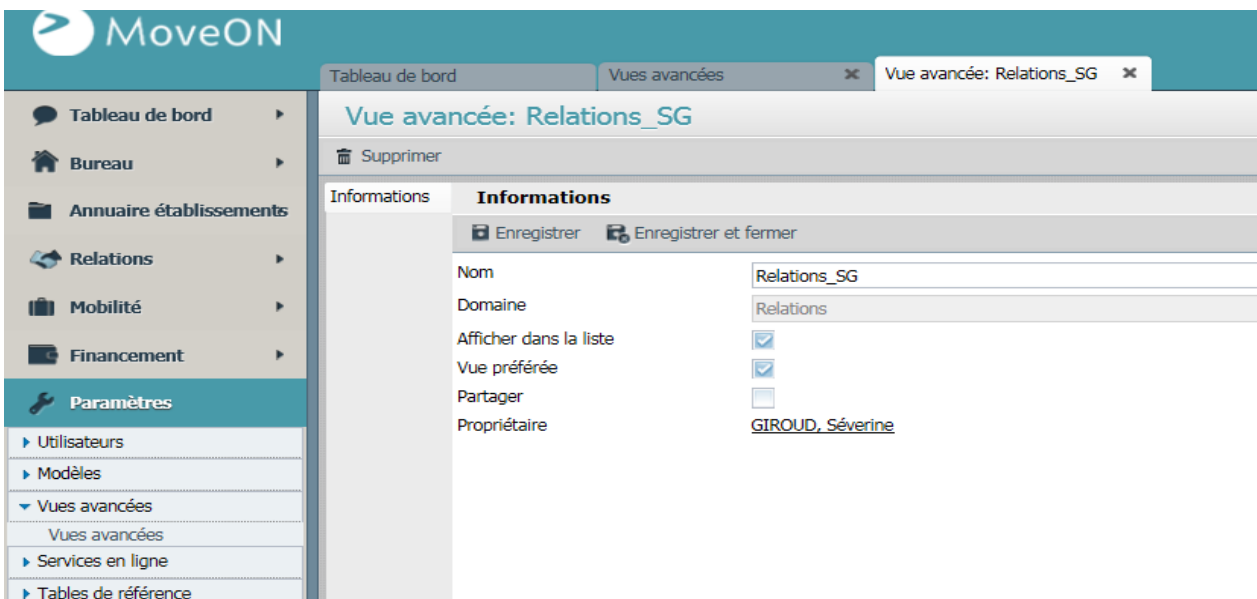 MoveON
Tableau de bord
Vues avancées
Vue avancée: Relations_SG
Tableau de bord
Bureau
Annuaire établissements
Relations
Mobilité
Financement
Paramètres
Utilisateurs
Modèles
Vues avancées
Vues avancées
Services en ligne
Tables de référence
Vue avancée: Relations_SG
Supprimer
Informations
Informations
Enregistrer Enregistrer et fermer
Nom Relations_SG
Domaine Relations
Afficher dans la liste
Vue préférée
Partager
Propriétaire GIROUD, Séverine